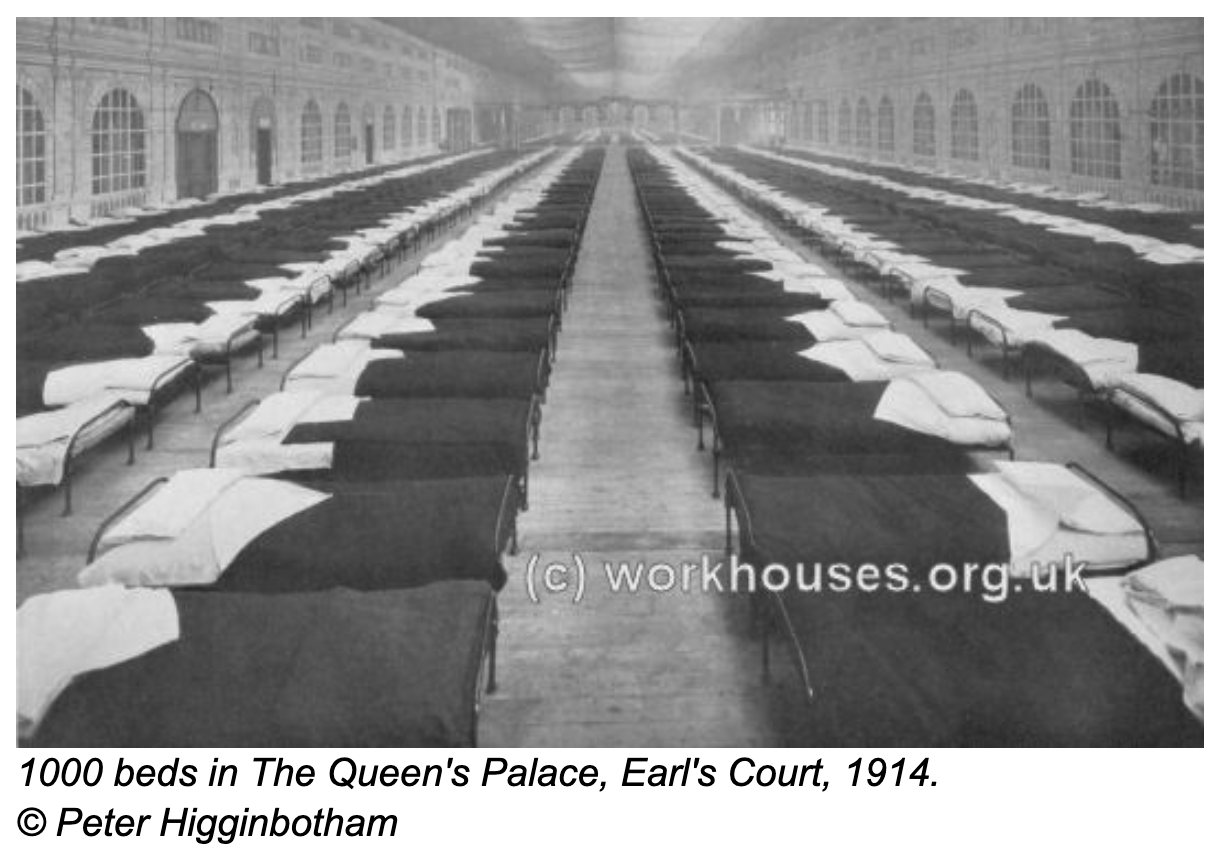 (c) workhouses.org.uk
1000 beds in The Queen's Palace, Earl's Court, 1914.
© Peter Higginbotham